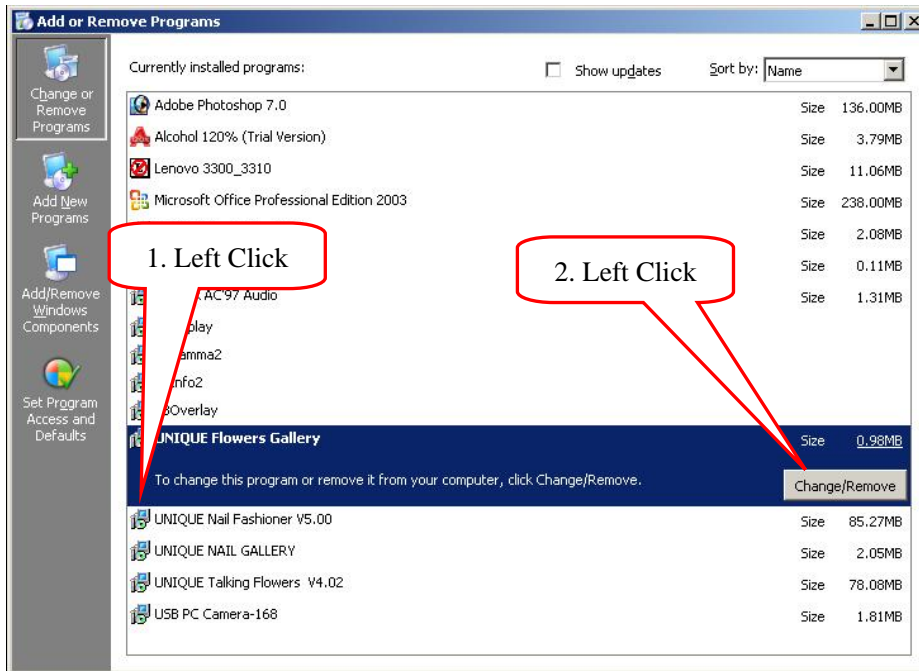 Add or Remove Programs
Change or
Remove
Programs
Add New
Programs
Add/Remove
Windows
Components
Set Program
Access and
Defaults
Currently installed programs:
Show updates
Sort by: Name
Adobe Photoshop 7.0 Size 136.00MB
Alcohol 120% (Trial Version) Size 3.79MB
Lenovo 3300_3310 Size 11.06MB
Microsoft Office Professional Edition 2003 Size 238.00MB
Size 2.08MB
1. Left Click
2. Left Click
Size 0.11MB
AC'97 Audio Size 1.31MB
UNIQUE Flowers Gallery Size 0.98MB
To change this program or remove it from your computer, click Change/Remove.
Change/Remove
UNIQUE Nail Fashioner V5.00 Size 85.27MB
UNIQUE NAIL GALLERY Size 2.05MB
UNIQUE Talking Flowers V4.02 Size 78.08MB
USB PC Camera-168 Size 1.81MB